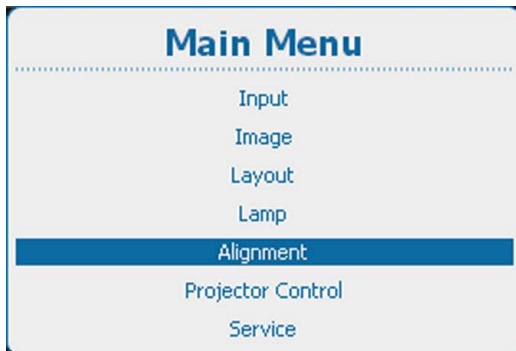 Main Menu
Input
Image
Layout
Lamp
Alignment
Projector Control
Service